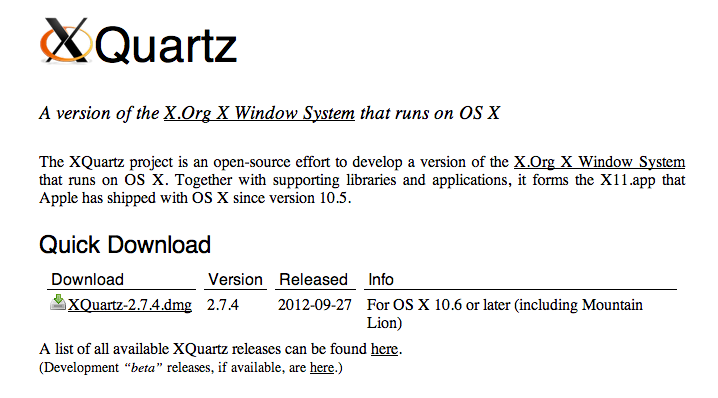 XQuartz
A version of the X.Org X Window System that runs on OS X
The XQuartz project is an open-source effort to develop a version of the X.Org X Window System
that runs on OS X. Together with supporting libraries and applications, it forms the X11.app that
Apple has shipped with OS X since version 10.5.
Quick Download
Download Version Released Info
XQuartz-2.7.4.dmg 2.7.4 2012-09-27 For OS X 10.6 or later (including Mountain
Lion)
A list of all available XQuartz releases can be found here.
(Development “beta” releases, if available, are here.)